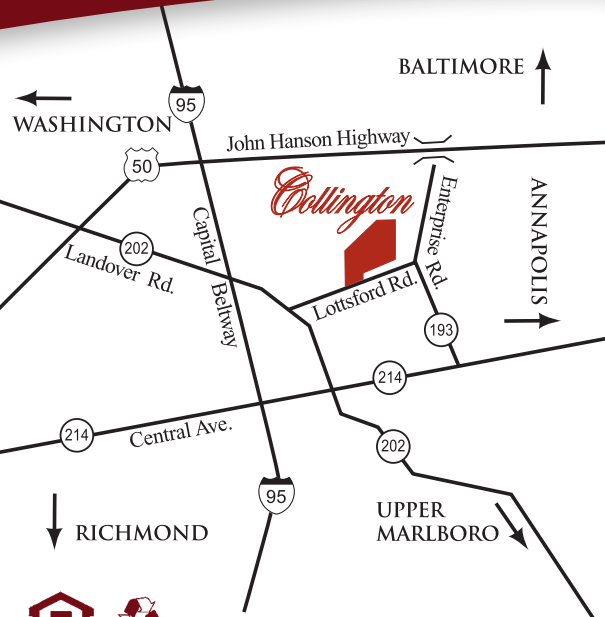 BALTIMORE
95
WASHINGTON
John Hanson Highway
50
Collington
Enterprise Rd.
ANNAPOLIS
Capital Beltway
202
Landover Rd.
Lottsford Rd.
193
214
214
Central Ave.
202
95
UPPER
MARLBORO
RICHMOND